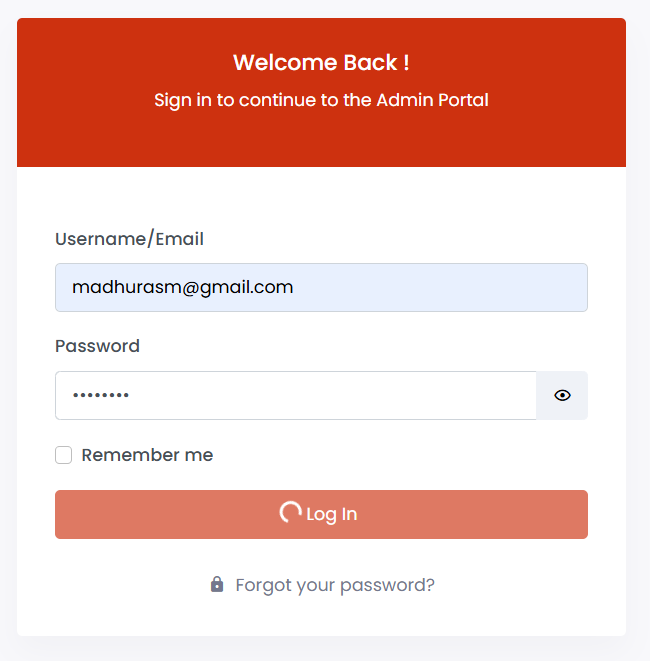 Welcome Back !
Sign in to continue to the Admin Portal
Username/Email
madhurasm@gmail.com
Password
••••••••
Remember me
Log In
Forgot your password?